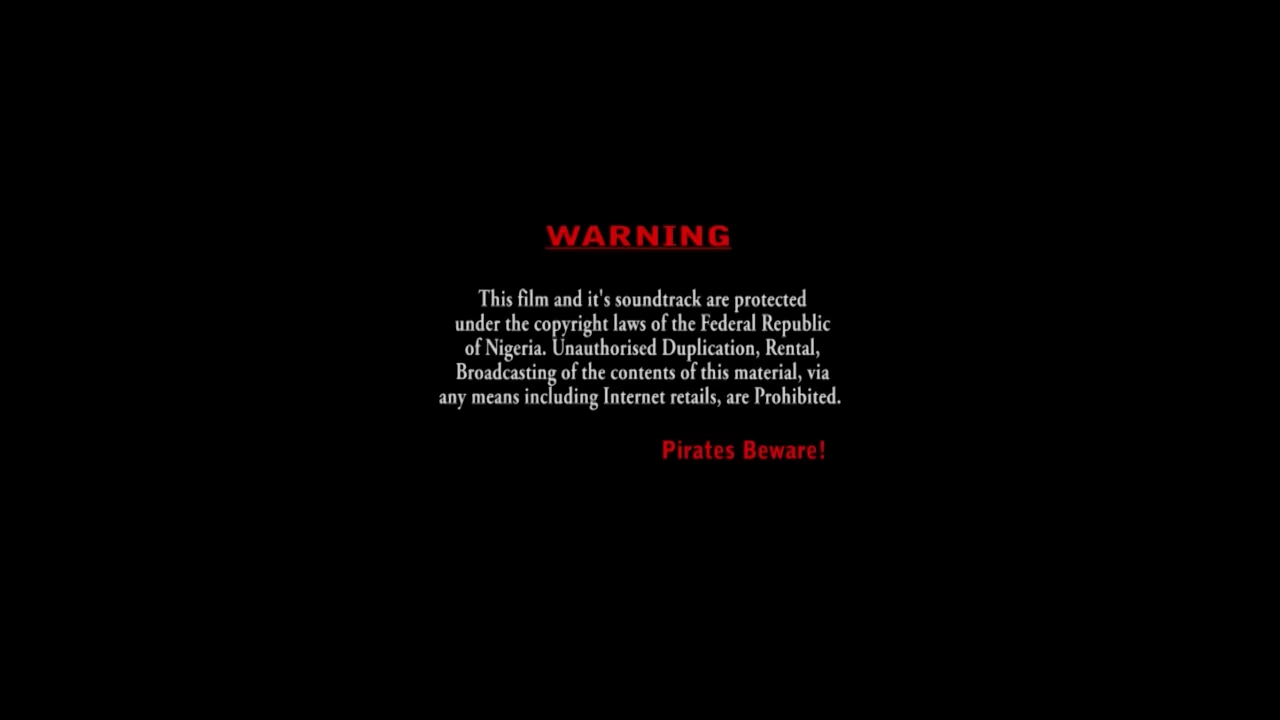 WARNING
This film and it's soundtrack are protected
under the copyright laws of the Federal Republic
of Nigeria. Unauthorised Duplication, Rental,
Broadcasting of the contents of this material, via
any means including Internet retails, are Prohibited.
Pirates Beware!